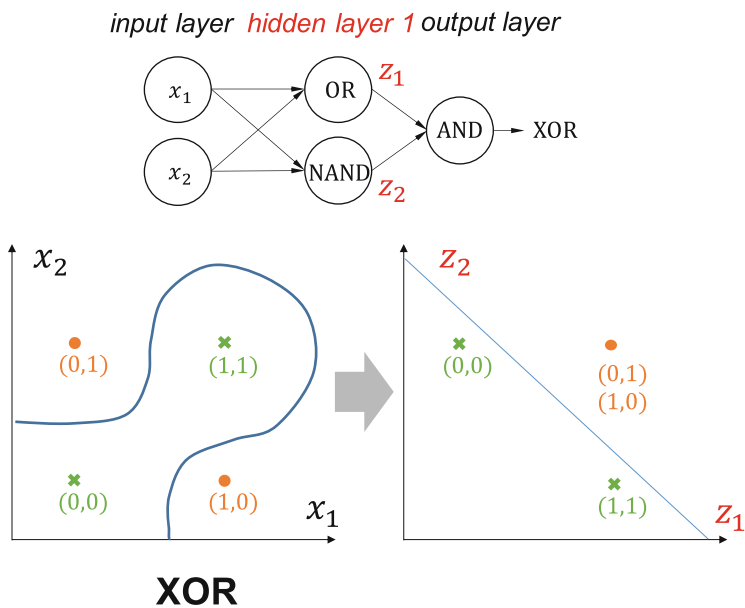 input layer hidden layer 1 output layer
x₁ OR z₁
AND XOR
x₂ NAND z₂
x₂ z₂
(0,1) (1,1) (0,0) (0,1)
(1,0)
(0,0) (1,0) (1,1)
x₁ z₁
XOR